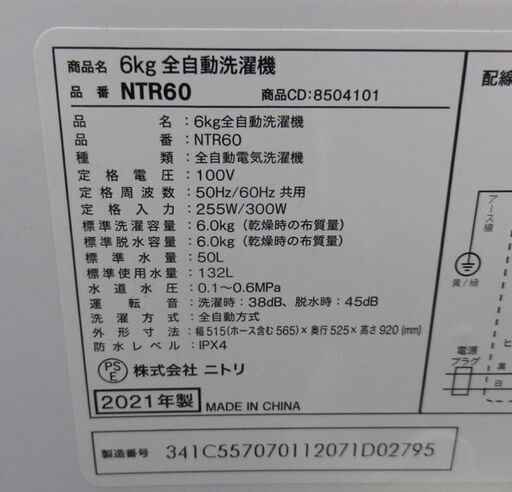 商品名 6kg 全自動洗濯機
品番 NTR60 商品CD:8504101
品名:6kg全自動洗濯機
品番:NTR60
種類:全自動電気洗濯機
定格電圧:100V
定格周波数:50Hz/60Hz 共用
定格入力:255W/300W
標準洗濯容量:6.0kg(乾燥時の布質量)
標準脱水容量:6.0kg(乾燥時の布質量)
標準水量:50L
標準使用水量:132L
水道水圧:0.1~0.6MPa
運転音:洗濯時:38dB、脱水時:45dB
洗濯方式:全自動方式
外形寸法:幅515(ホース含む565)×奥行525×高さ920(mm)
防水レベル:IPX4
PSE 株式会社 ニトリ
2021年製 MADE IN CHINA
製造番号 341C557070112071D02795
配線
アース線
黄/緑
電源プラグ
黒
白
ヒ